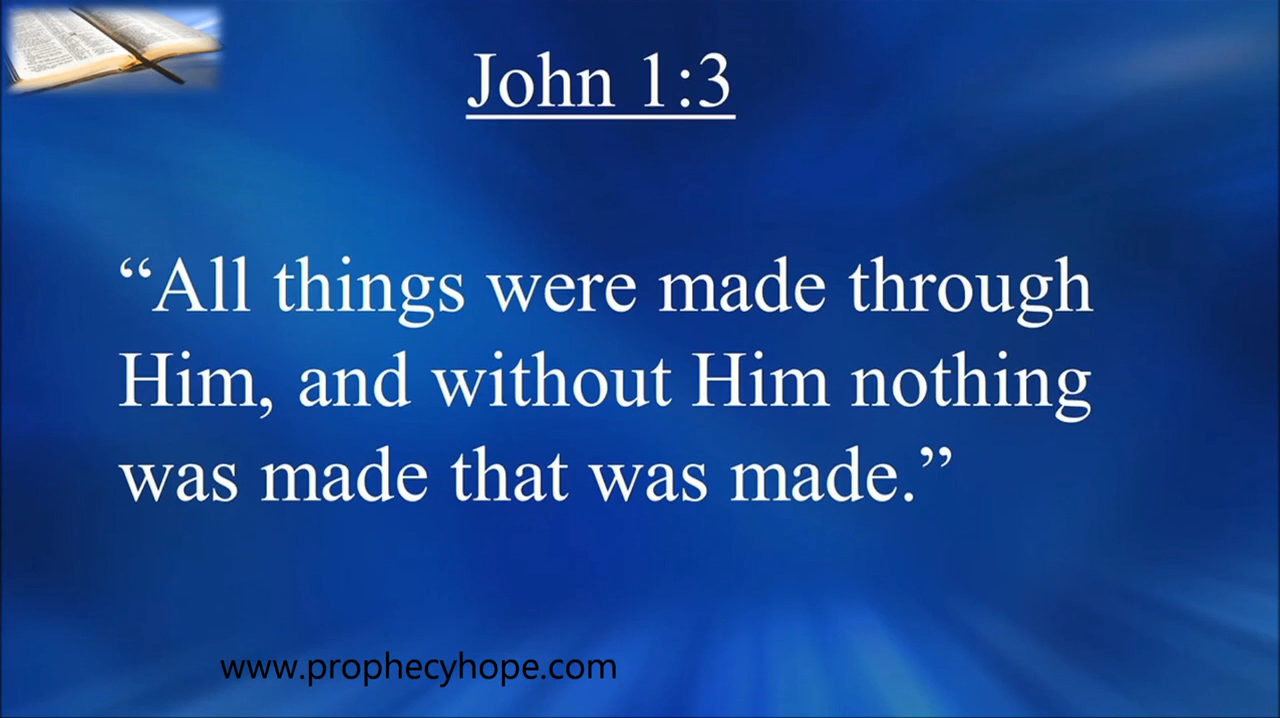 John 1:3
“All things were made through
Him, and without Him nothing
was made that was made.”
www.prophecyhope.com